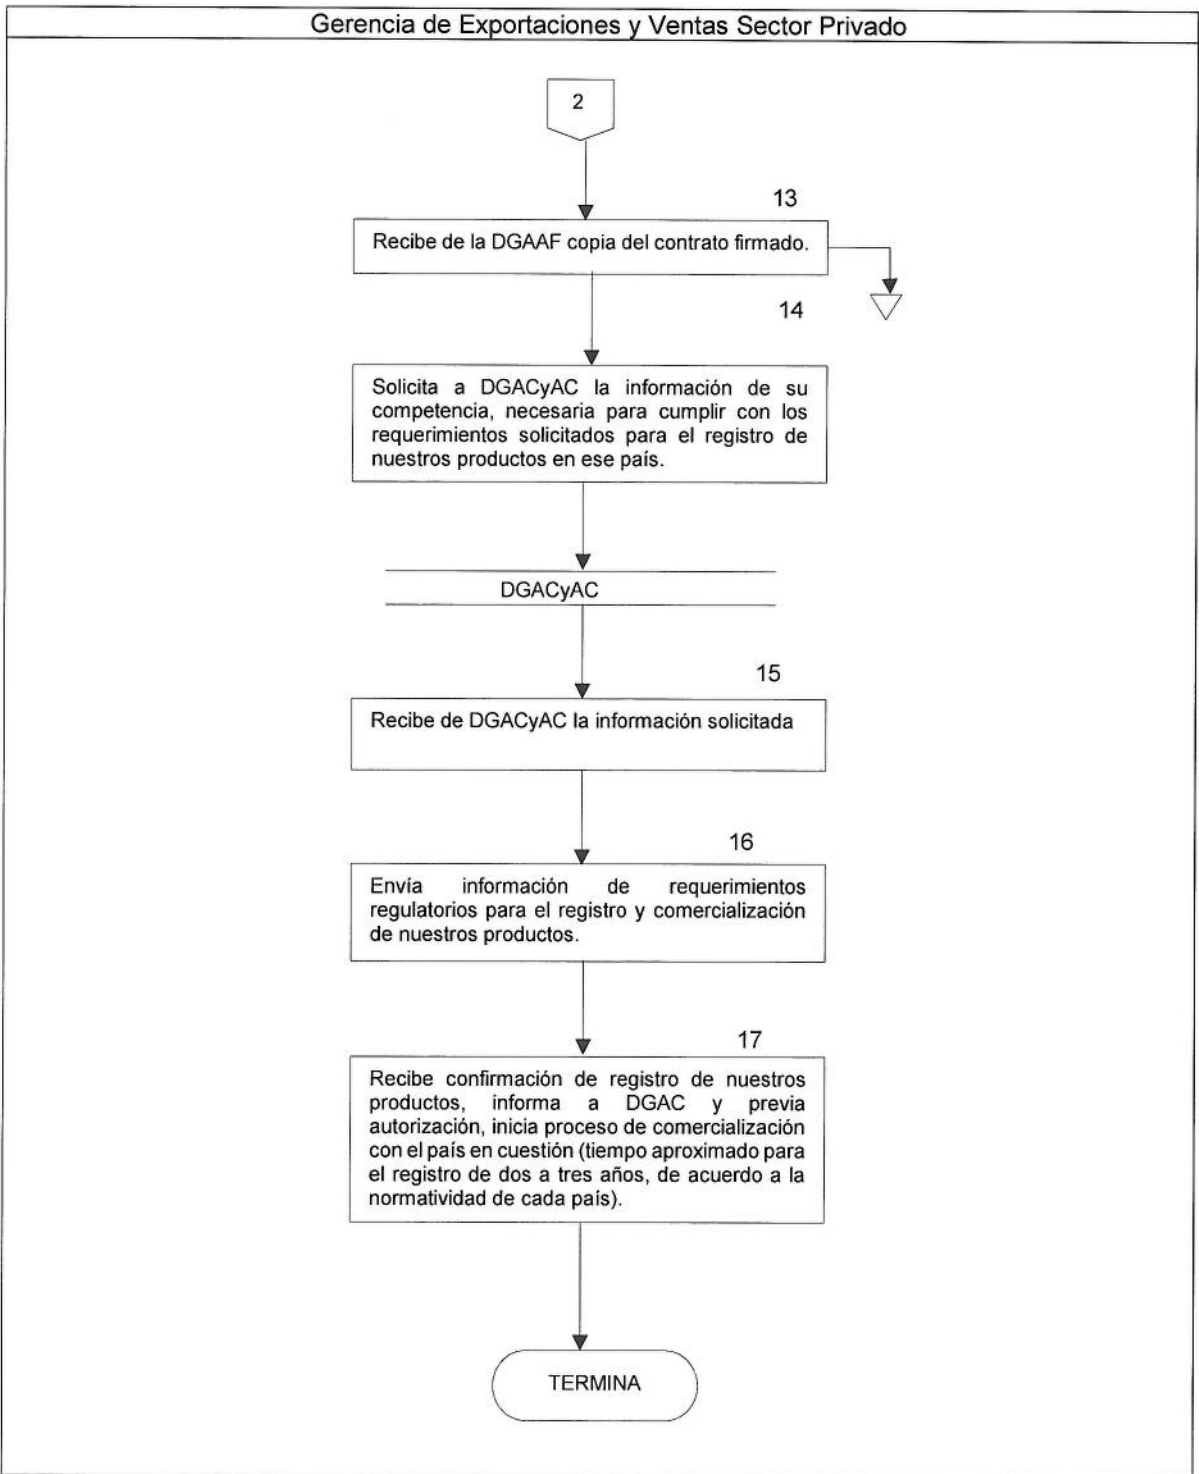 Gerencia de Exportaciones y Ventas Sector Privado
2
13
Recibe de la DGAAF copia del contrato firmado.
14
Solicita a DGACyAC la información de su
competencia, necesaria para cumplir con los
requerimientos solicitados para el registro de
nuestros productos en ese país.
DGACyAC
15
Recibe de DGACyAC la información solicitada
16
Envía información de requerimientos
regulatorios para el registro y comercialización
de nuestros productos.
17
Recibe confirmación de registro de nuestros
productos, informa a DGAC y previa
autorización, inicia proceso de comercialización
con el país en cuestión (tiempo aproximado para
el registro de dos a tres años, de acuerdo a la
normatividad de cada país).
TERMINA